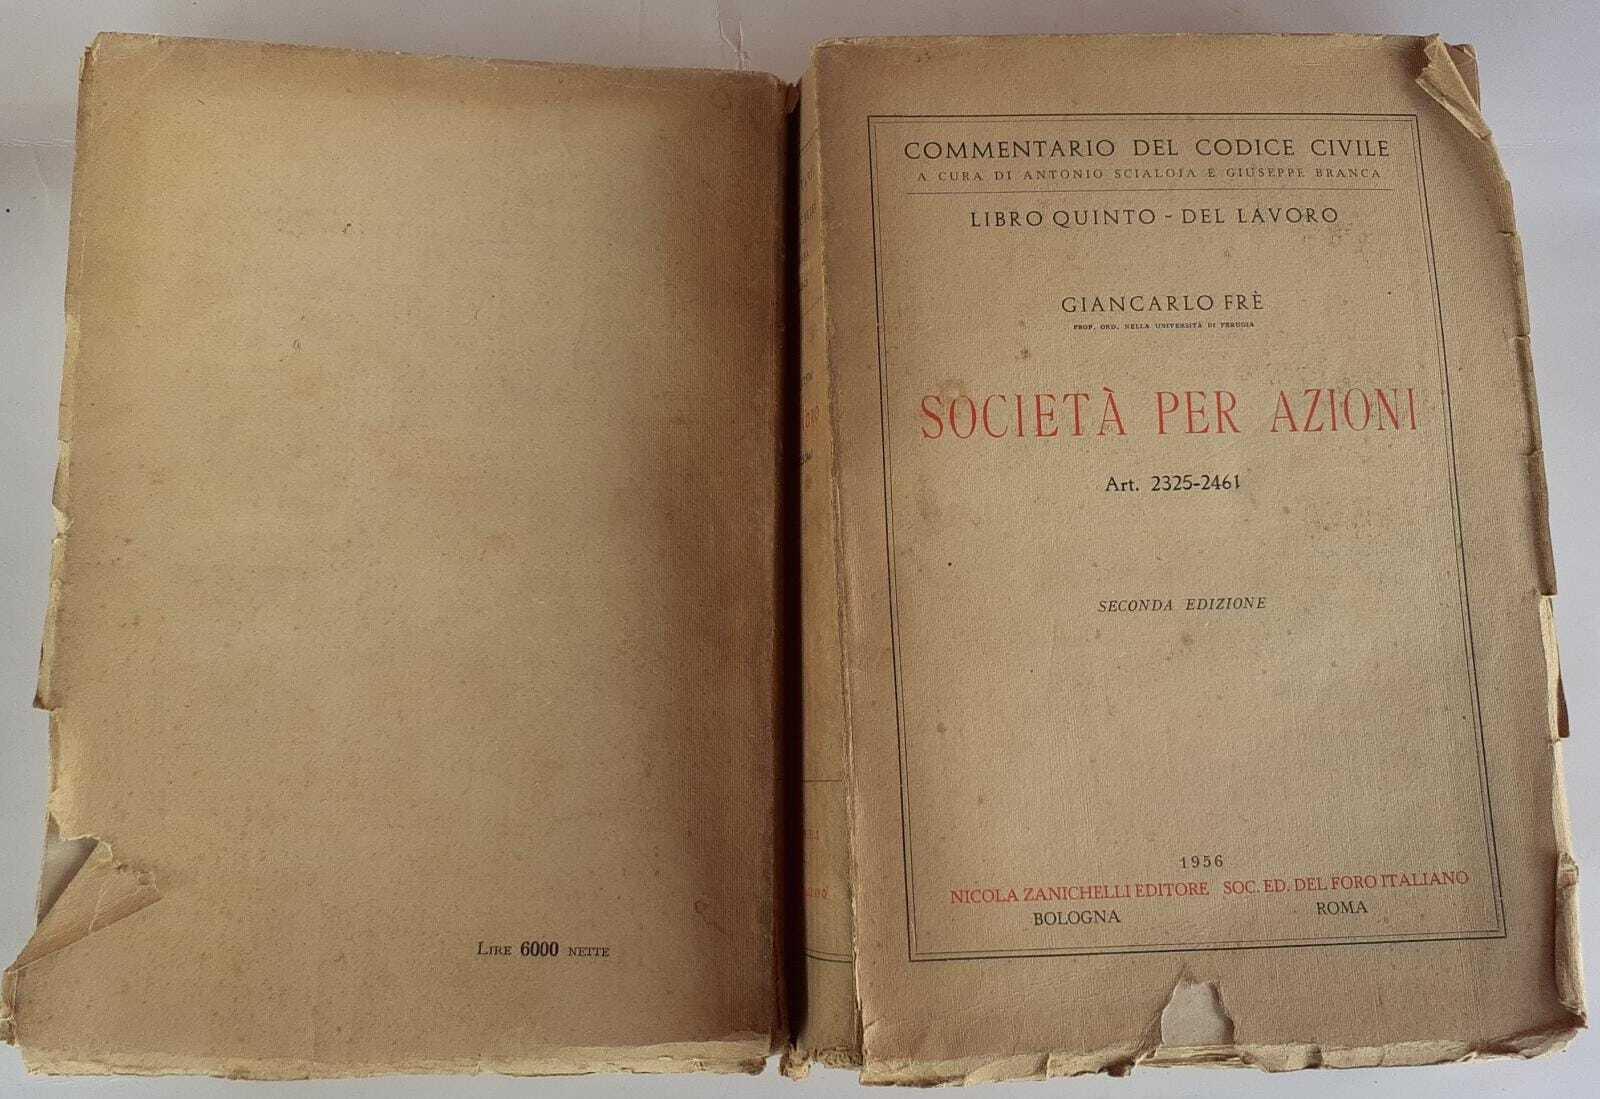 COMMENTARIO DEL CODICE CIVILE
A CURA DI ANTONIO SCIALOJA E GIUSEPPE BRANCA
LIBRO QUINTO - DEL LAVORO
GIANCARLO FRÈ
PROF. ORD. NELLA UNIVERSITÀ DI PERUGIA
SOCIETÀ PER AZIONI
Art. 2325-2461
SECONDA EDIZIONE
1956
NICOLA ZANICHELLI EDITORE SOC. ED. DEL FORO ITALIANO
BOLOGNA ROMA
LIRE 6000 NETTE